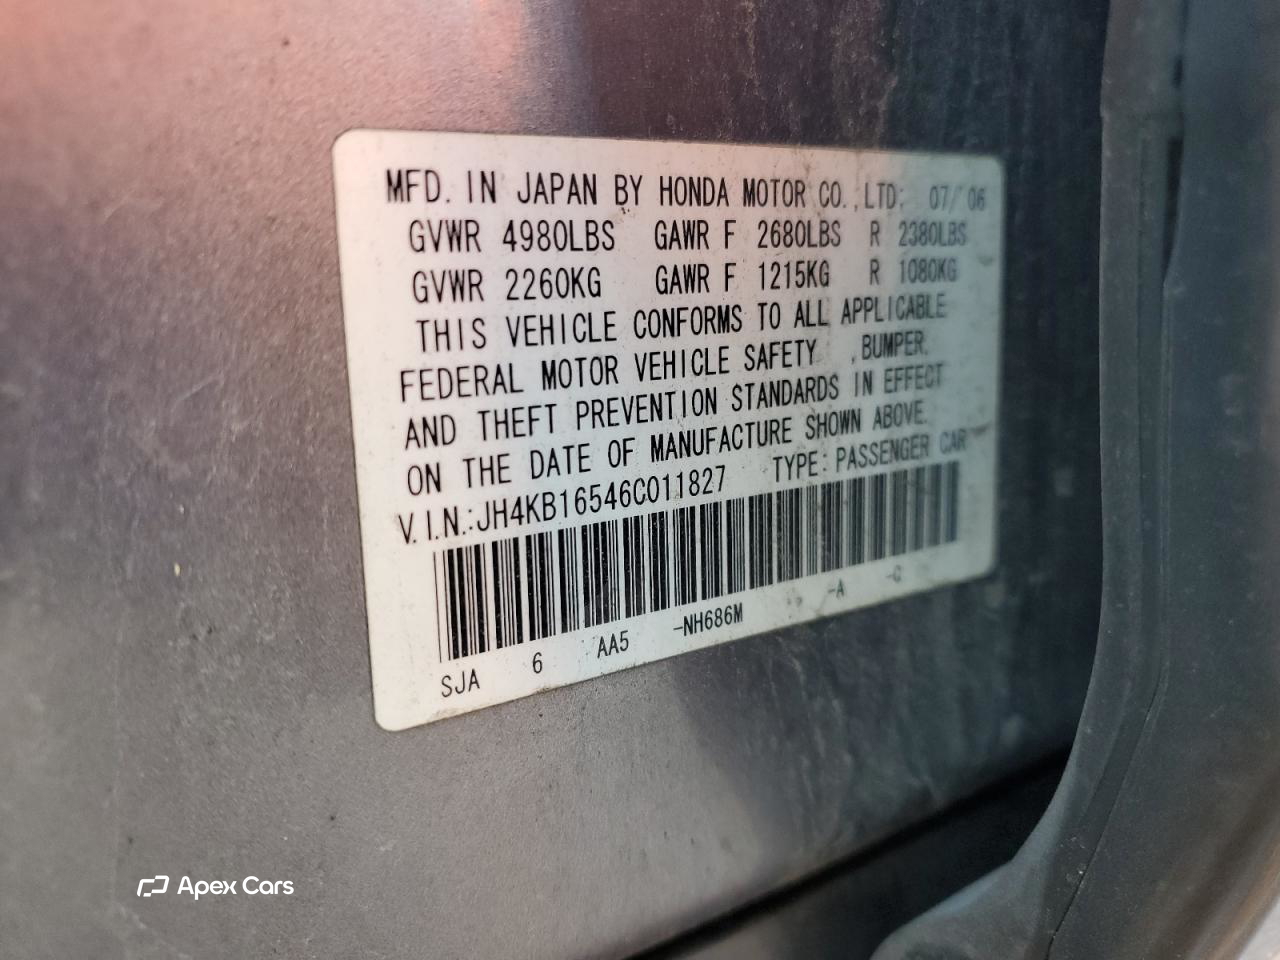 MFD. IN JAPAN BY HONDA MOTOR CO., LTD: 07/'06
GVWR 4980LBS GAWR F 2680LBS R 2380LBS
GVWR 2260KG GAWR F 1215KG R 1080KG
THIS VEHICLE CONFORMS TO ALL APPLICABLE
FEDERAL MOTOR VEHICLE SAFETY ,BUMPER,
AND THEFT PREVENTION STANDARDS IN EFFECT
ON THE DATE OF MANUFACTURE SHOWN ABOVE.
V.I.N.:JH4KB16546C011827 TYPE:PASSENGER CAR
SJA 6 AA5 -NH686M -A -C
Apex Cars